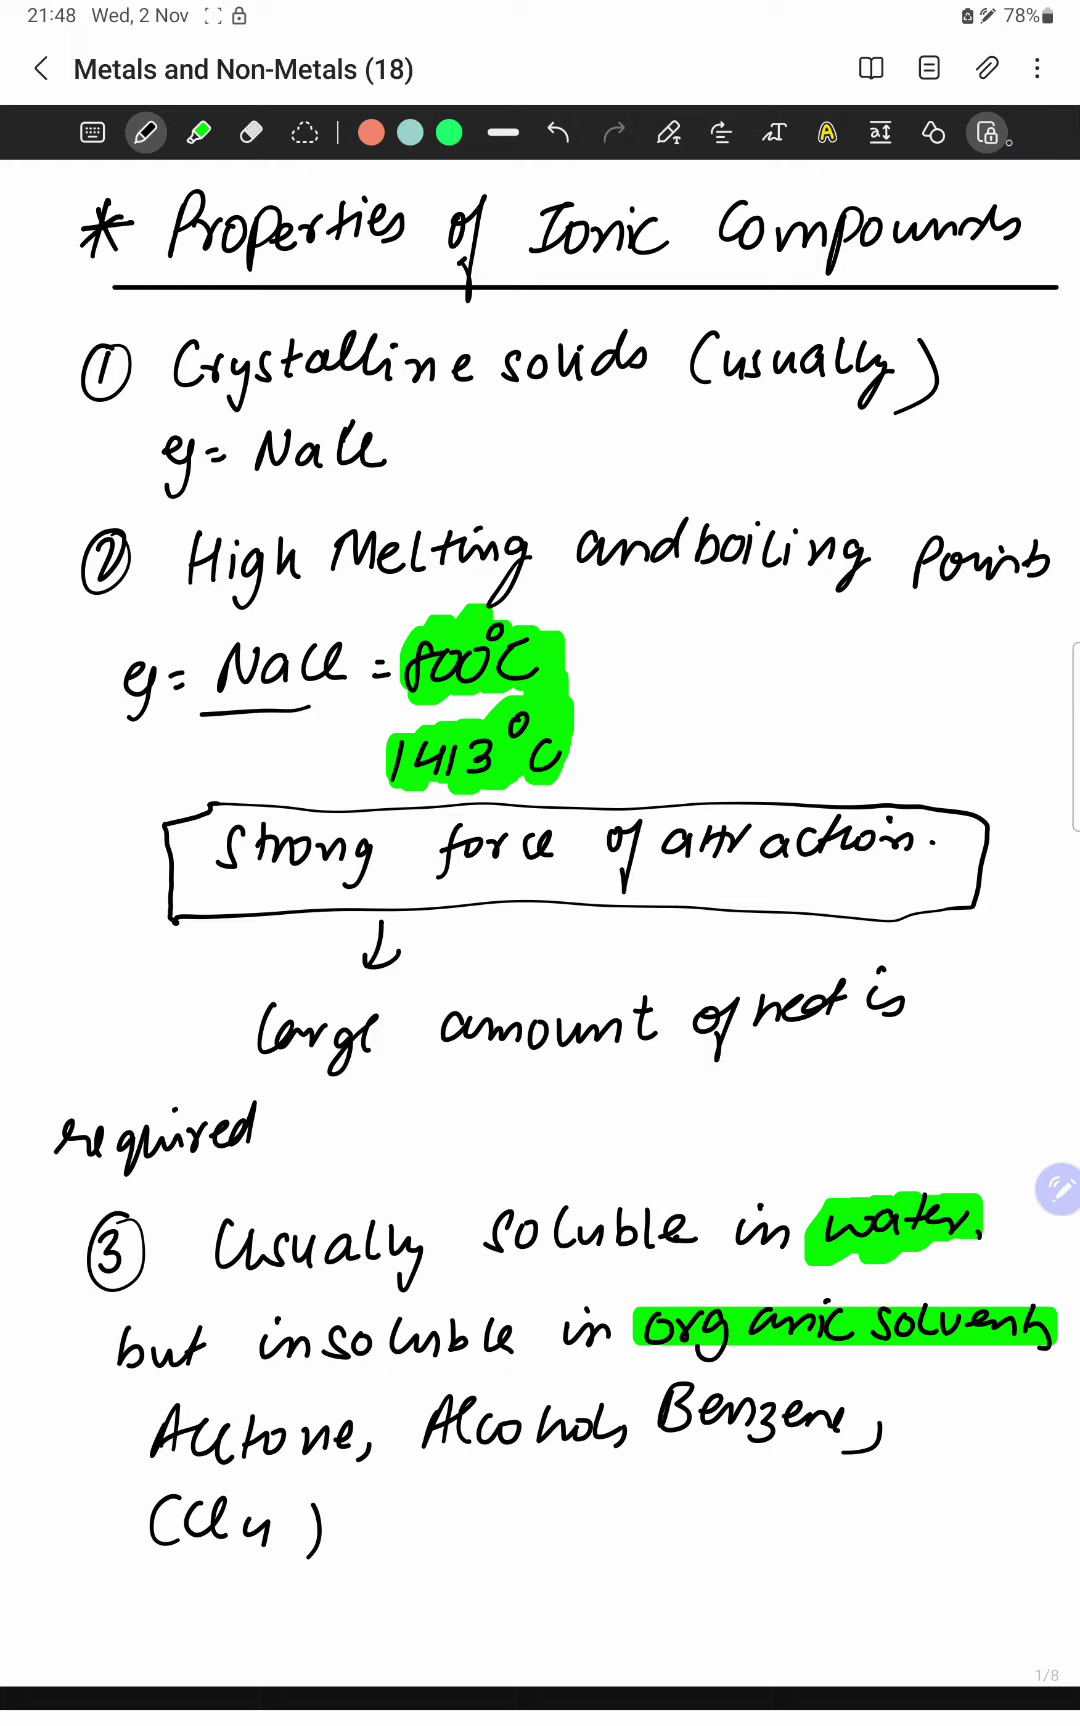 21:48 Wed, 2 Nov 78%
Metals and Non-Metals (18)
* Properties of Ionic Compounds
① Crystalline solids (usually)
eg = NaCl
② High Melting and boiling Points
eg = NaCl = 800°C
1413°C
Strong force of attraction.
↓
large amount of heat is
required
③ Usually soluble in water.
but insoluble in organic solvents
Acetone, Alcohols, Benzene,
CCl4)
1/8